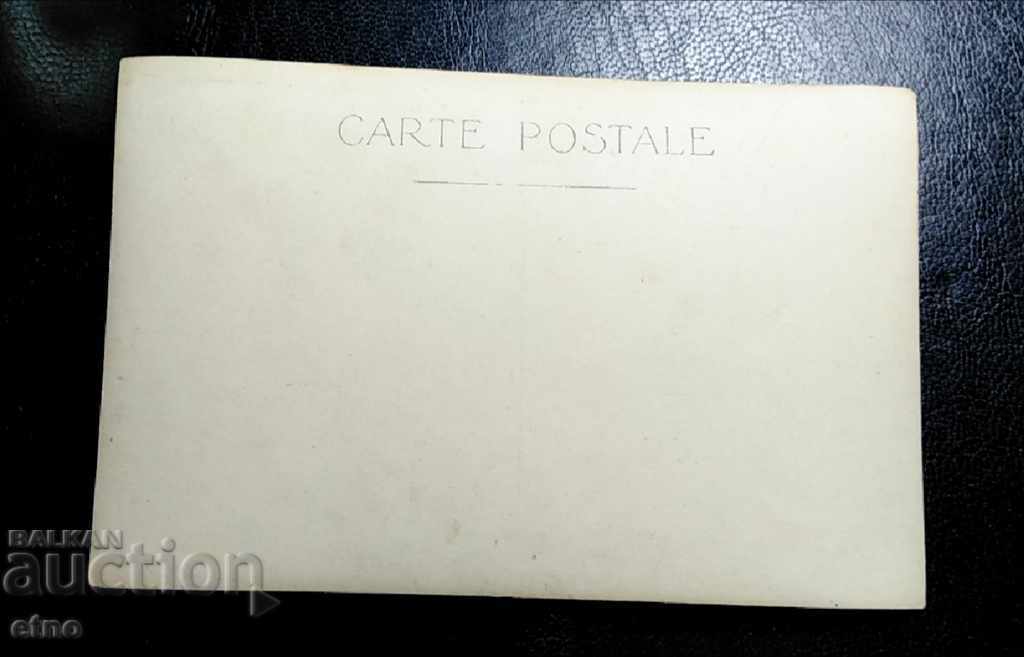 CARTE POSTALE
BALKAN
auction
etno